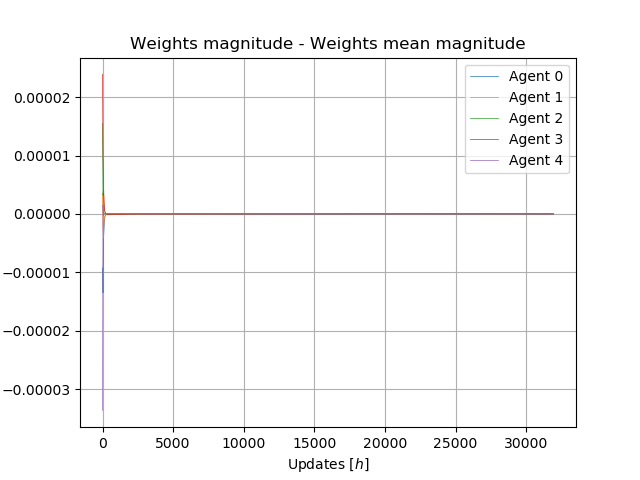 Weights magnitude - Weights mean magnitude
Agent 0
Agent 1
Agent 2
Agent 3
Agent 4
0.00002
0.00001
0.00000
−0.00001
−0.00002
−0.00003
0 5000 10000 15000 20000 25000 30000
Updates [h]